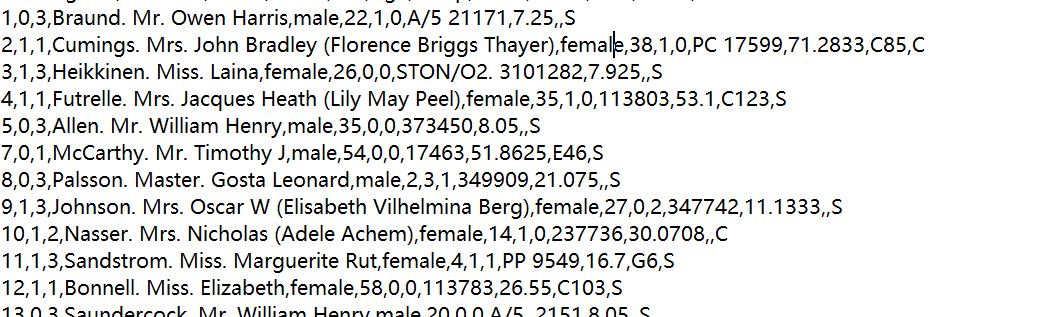 1,0,3,Braund. Mr. Owen Harris,male,22,1,0,A/5 21171,7.25,,S
2,1,1,Cumings. Mrs. John Bradley (Florence Briggs Thayer),female,38,1,0,PC 17599,71.2833,C85,C
3,1,3,Heikkinen. Miss. Laina,female,26,0,0,STON/O2. 3101282,7.925,,S
4,1,1,Futrelle. Mrs. Jacques Heath (Lily May Peel),female,35,1,0,113803,53.1,C123,S
5,0,3,Allen. Mr. William Henry,male,35,0,0,373450,8.05,,S
7,0,1,McCarthy. Mr. Timothy J,male,54,0,0,17463,51.8625,E46,S
8,0,3,Palsson. Master. Gosta Leonard,male,2,3,1,349909,21.075,,S
9,1,3,Johnson. Mrs. Oscar W (Elisabeth Vilhelmina Berg),female,27,0,2,347742,11.1333,,S
10,1,2,Nasser. Mrs. Nicholas (Adele Achem),female,14,1,0,237736,30.0708,,C
11,1,3,Sandstrom. Miss. Marguerite Rut,female,4,1,1,PP 9549,16.7,G6,S
12,1,1,Bonnell. Miss. Elizabeth,female,58,0,0,113783,26.55,C103,S
13,0,3,Saundercock. Mr. William Henry,male,20,0,0,A/5. 2151,8.05,,S